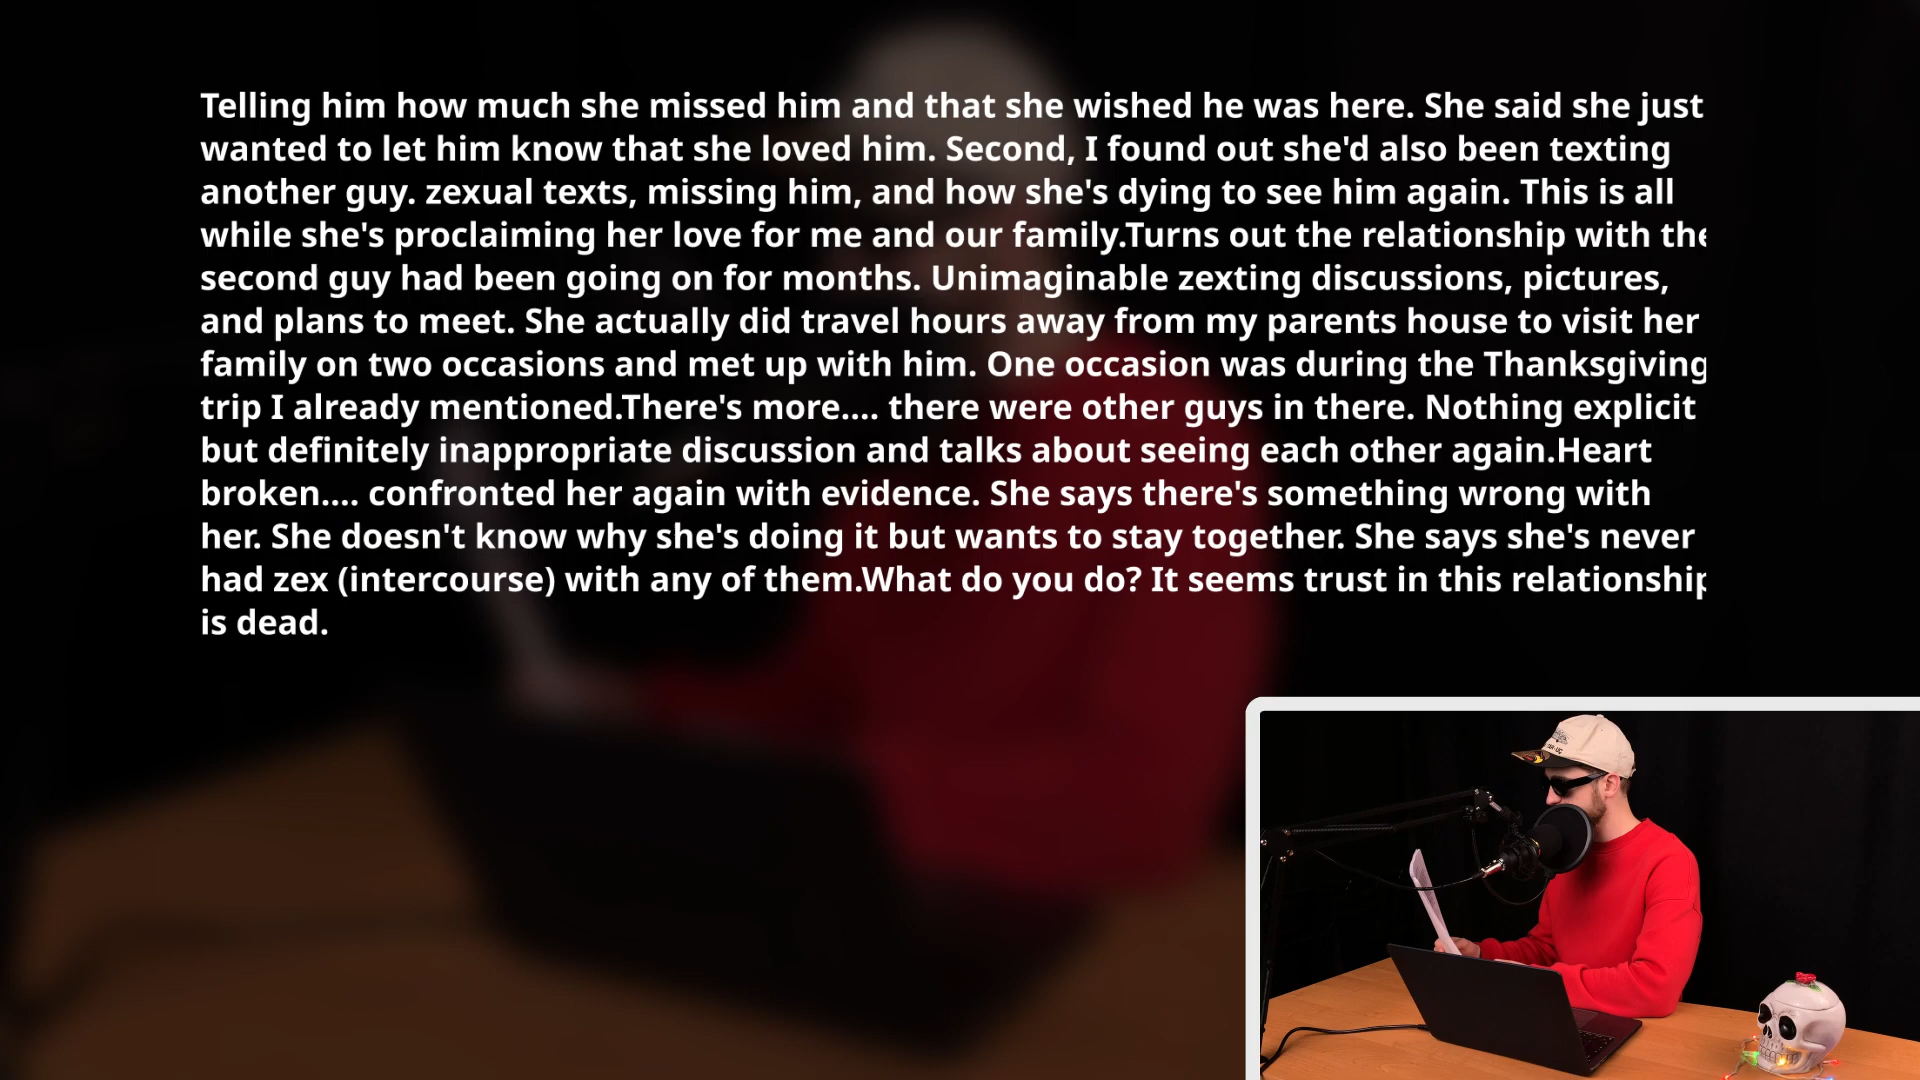 Telling him how much she missed him and that she wished he was here. She said she just
wanted to let him know that she loved him. Second, I found out she'd also been texting
another guy. zexual texts, missing him, and how she's dying to see him again. This is all
while she's proclaiming her love for me and our family.Turns out the relationship with the
second guy had been going on for months. Unimaginable zexting discussions, pictures,
and plans to meet. She actually did travel hours away from my parents house to visit her
family on two occasions and met up with him. One occasion was during the Thanksgiving
trip I already mentioned.There's more.... there were other guys in there. Nothing explicit
but definitely inappropriate discussion and talks about seeing each other again.Heart
broken.... confronted her again with evidence. She says there's something wrong with
her. She doesn't know why she's doing it but wants to stay together. She says she's never
had zex (intercourse) with any of them.What do you do? It seems trust in this relationship
is dead.